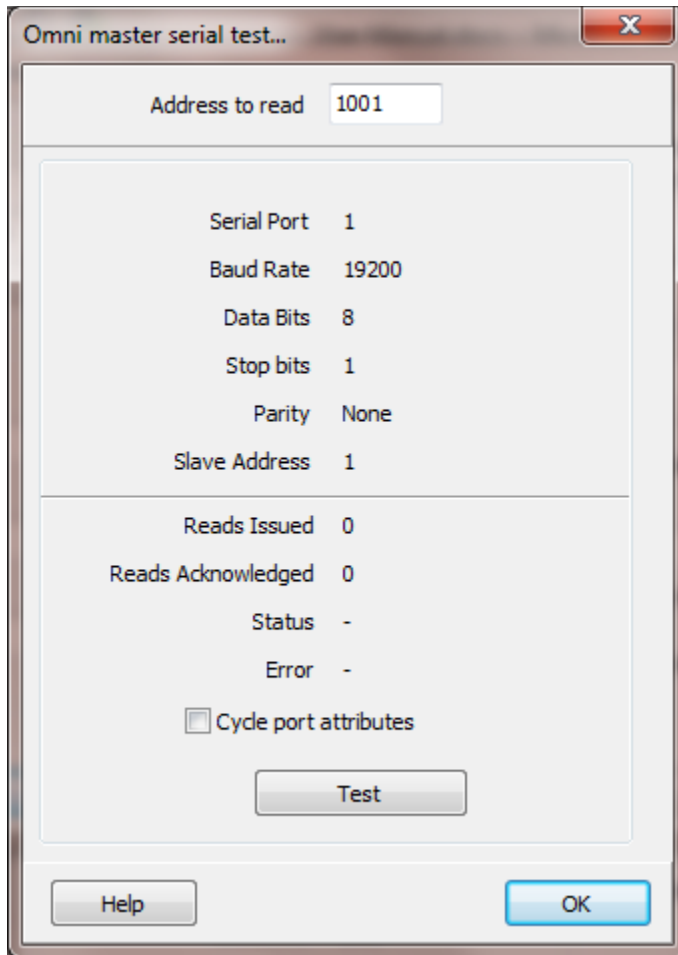 Omni master serial test...
Address to read 1001
Serial Port 1
Baud Rate 19200
Data Bits 8
Stop bits 1
Parity None
Slave Address 1
Reads Issued 0
Reads Acknowledged 0
Status -
Error -
Cycle port attributes
Test
Help OK